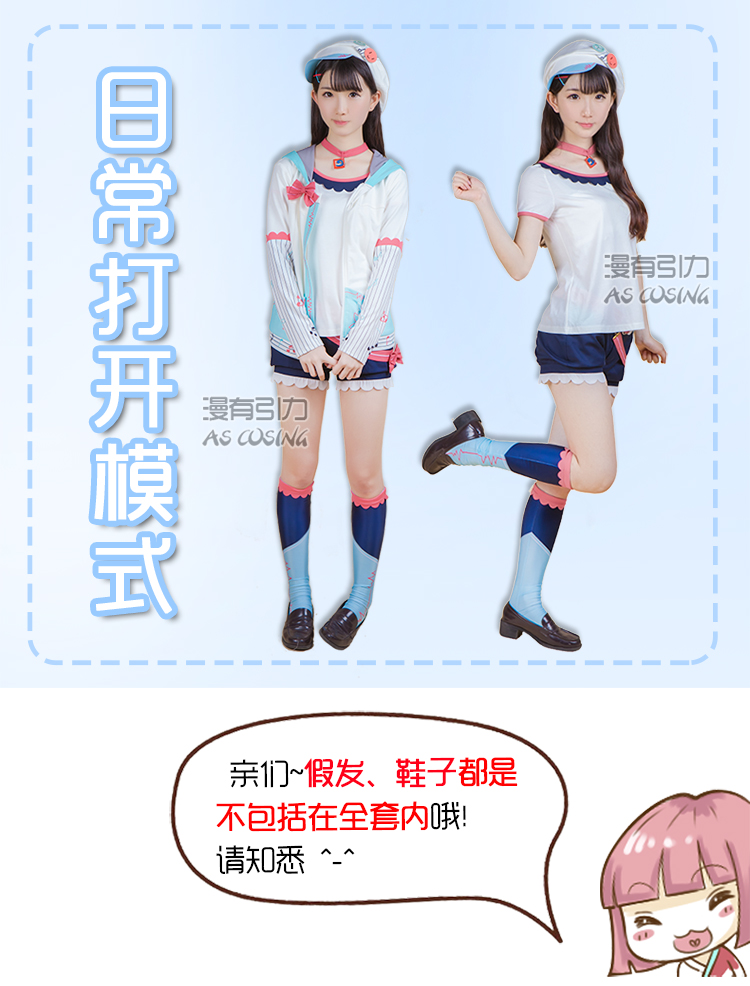 日常打开模式
漫有引力
AS COSING
漫有引力
AS COSING
亲们~假发、鞋子都是
不包括在全套内哦!
请知悉 ^-^